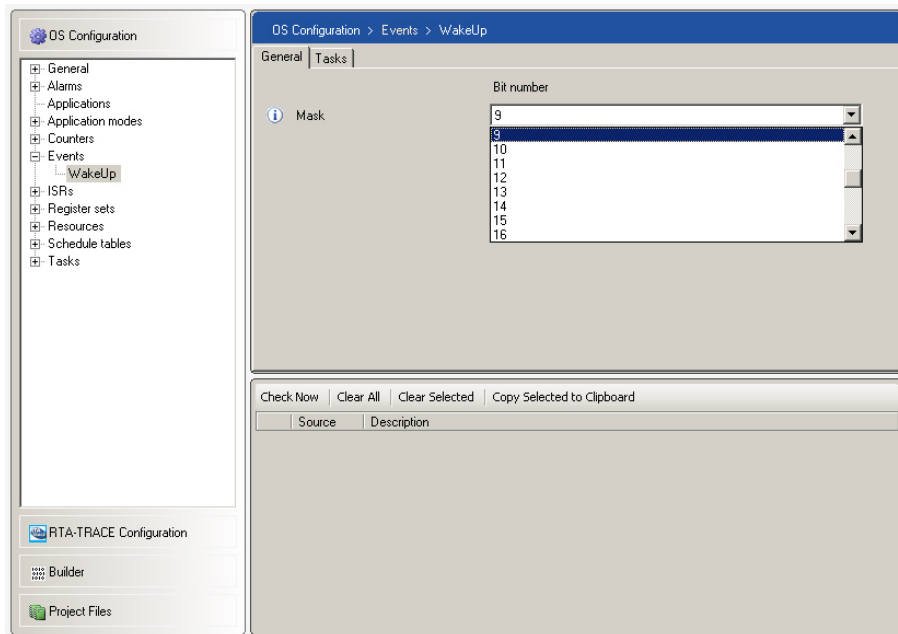 OS Configuration
General
Alarms
Applications
Application modes
Counters
Events
WakeUp
ISRs
Register sets
Resources
Schedule tables
Tasks
RTA-TRACE Configuration
Builder
Project Files
OS Configuration > Events > WakeUp
General Tasks
Bit number
Mask 9
9
10
11
12
13
14
15
16
Check Now Clear All Clear Selected Copy Selected to Clipboard
Source Description